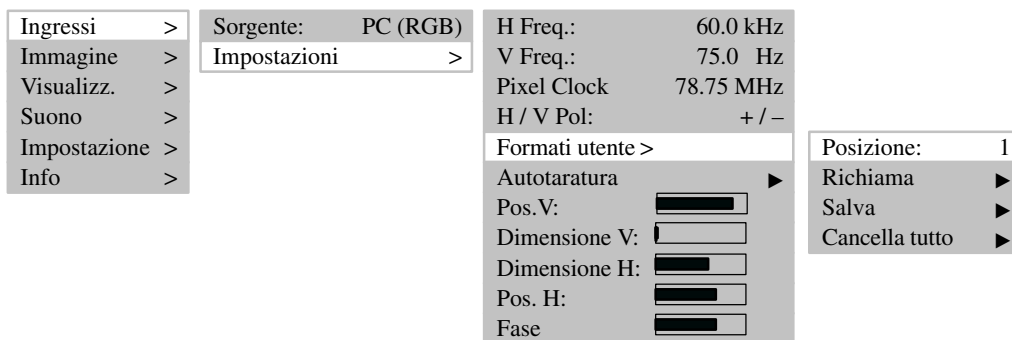 Ingressi >
Immagine >
Visualizz. >
Suono >
Impostazione >
Info >
Sorgente: PC (RGB)
Impostazioni >
H Freq.: 60.0 kHz
V Freq.: 75.0 Hz
Pixel Clock 78.75 MHz
H / V Pol: + / –
Formati utente >
Autotaratura ►
Pos.V:
Dimensione V:
Dimensione H:
Pos. H:
Fase
Posizione: 1
Richiama ►
Salva ►
Cancella tutto ►